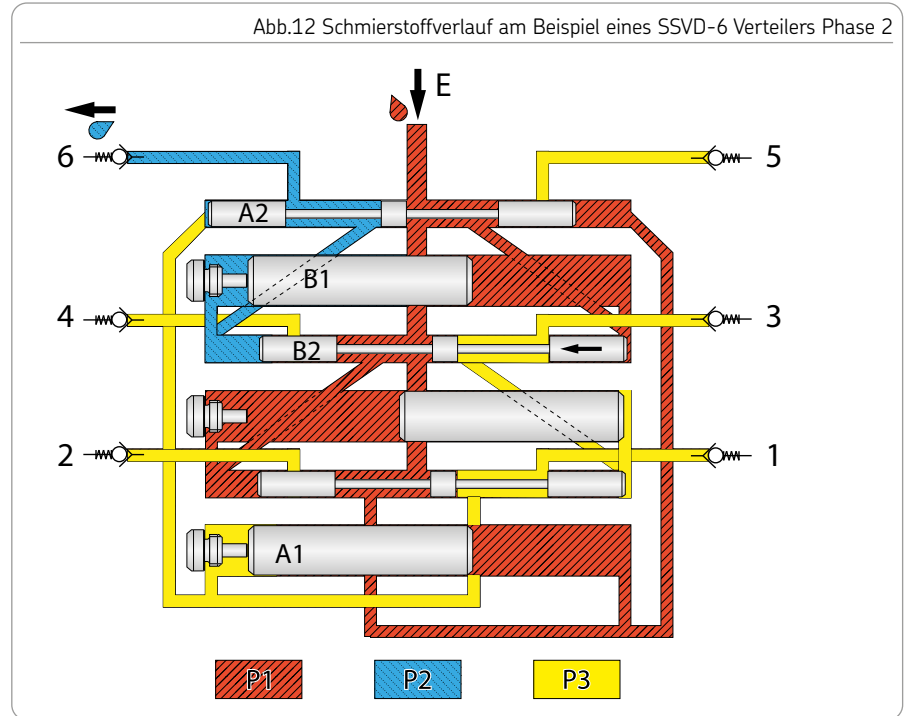 Abb.12 Schmierstoffverlauf am Beispiel eines SSVD-6 Verteilers Phase 2
E
6
5
A2
B1
4
3
B2
2
1
A1
P1
P2
P3